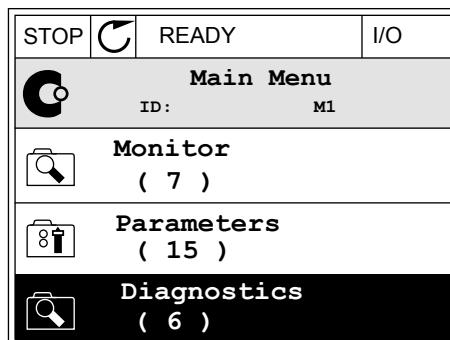 STOP READY I/O
Main Menu
ID: M1
Monitor
( 7 )
Parameters
( 15 )
Diagnostics
( 6 )